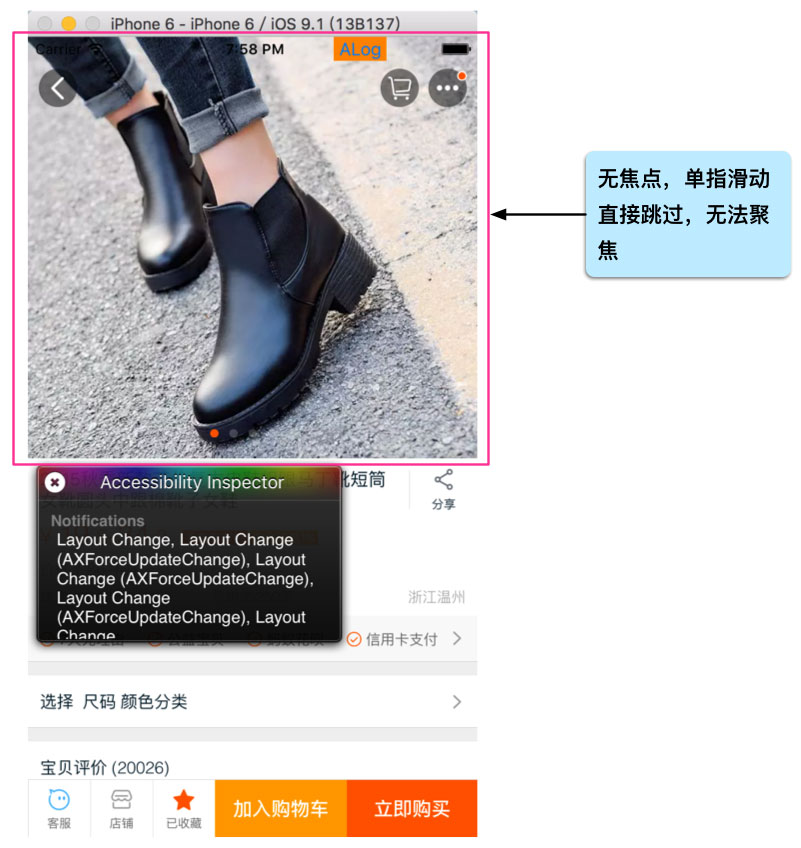 iPhone 6 - iPhone 6 / iOS 9.1 (13B137)
Carrier
7:58 PM
ALog
无焦点，单指滑动
直接跳过，无法聚
焦
Accessibility Inspector
Notifications
Layout Change, Layout Change
(AXForceUpdateChange), Layout
Change (AXForceUpdateChange),
Layout Change
(AXForceUpdateChange), Layout
Change
靴短筒
分享
浙江温州
信用卡支付
选择 尺码 颜色分类
宝贝评价 (20026)
客服
店铺
已收藏
加入购物车
立即购买